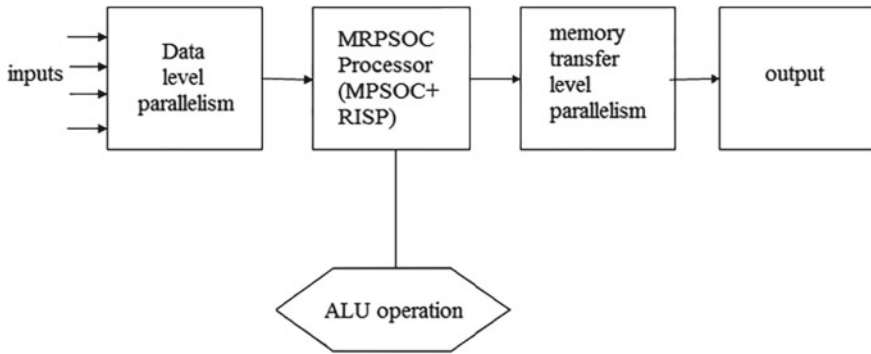 inputs
Data
level
parallelism
MRPSOC
Processor
(MPSOC+
RISP)
memory
transfer
level
parallelism
output
ALU operation